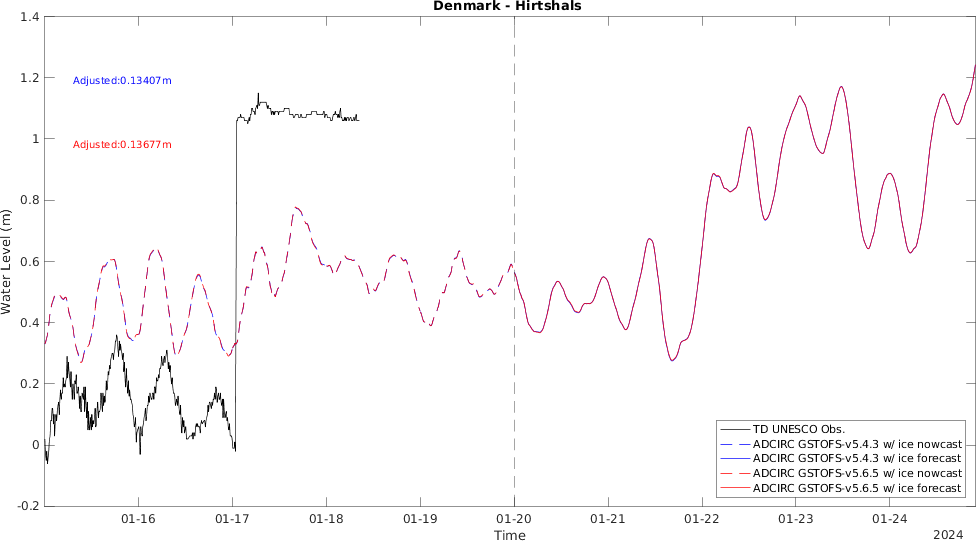 Denmark - Hirtshals
1.4
1.2
1
0.8
0.6
0.4
0.2
0
-0.2
Water Level (m)
Adjusted:0.13407m
Adjusted:0.13677m
TD UNESCO Obs.
ADCIRC GSTOFS-v5.4.3 w/ ice nowcast
ADCIRC GSTOFS-v5.4.3 w/ ice forecast
ADCIRC GSTOFS-v5.6.5 w/ ice nowcast
ADCIRC GSTOFS-v5.6.5 w/ ice forecast
01-16 01-17 01-18 01-19 01-20 01-21 01-22 01-23 01-24
Time
2024